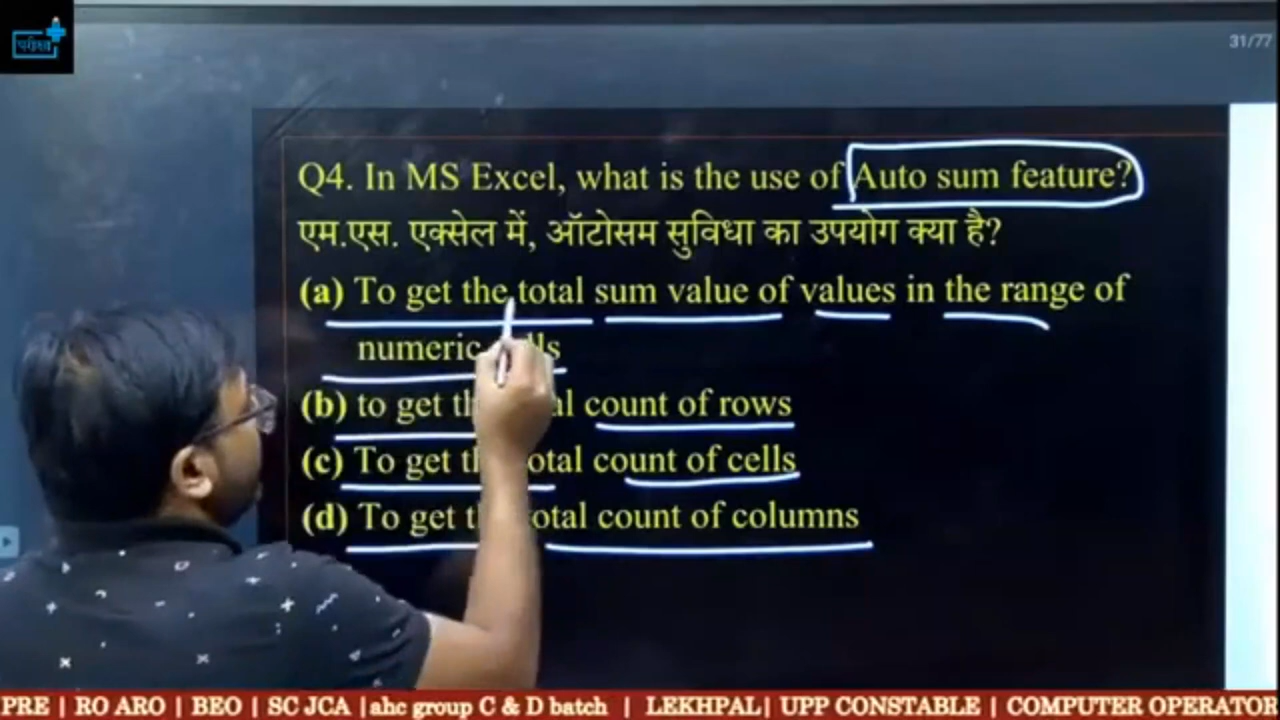 परीक्षा
31/77
Q4. In MS Excel, what is the use of Auto sum feature?
एम.एस. एक्सेल में, ऑटोसम सुविधा का उपयोग क्या है?
(a) To get the total sum value of values in the range of
numeric
(b) to get count of rows
(c) To get count of cells
(d) To get total count of columns
PRE | RO ARO | BEO | SC JCA |ahc group C & D batch | LEKHPAL| UPP CONSTABLE | COMPUTER OPERATOR